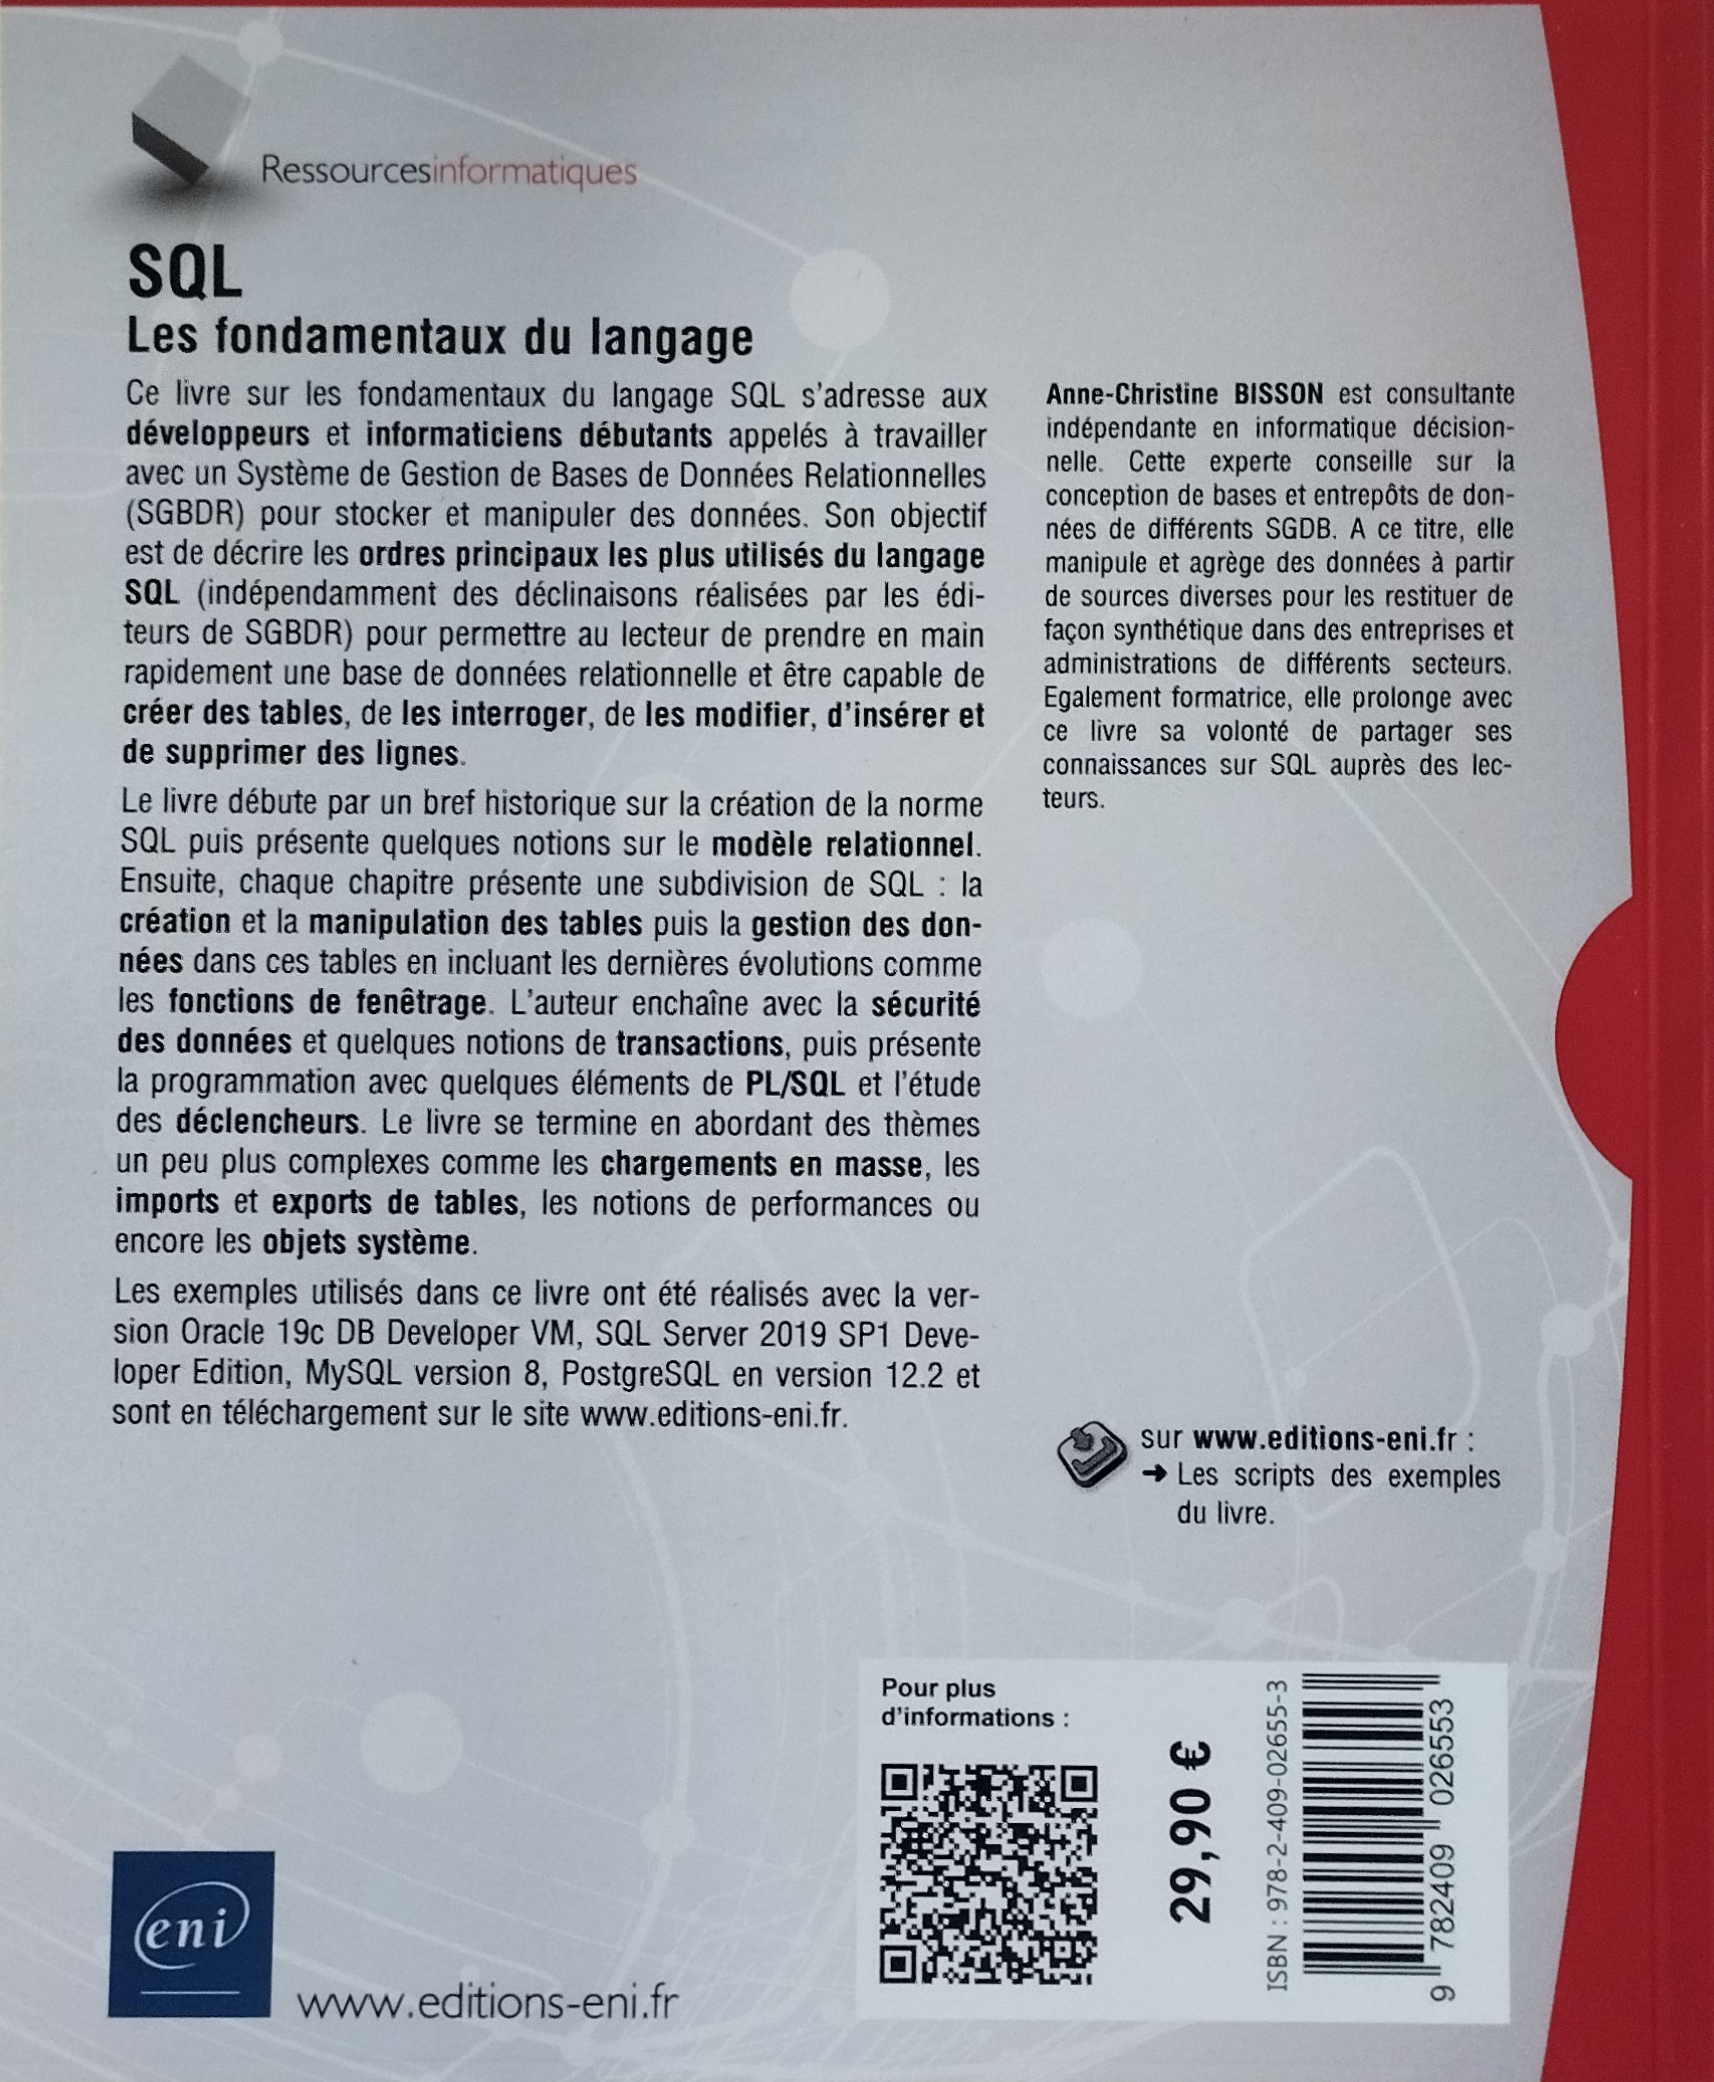 Ressourcesinformatiques
SQL
Les fondamentaux du langage
Ce livre sur les fondamentaux du langage SQL s'adresse aux
développeurs et informaticiens débutants appelés à travailler
avec un Système de Gestion de Bases de Données Relationnelles
(SGBDR) pour stocker et manipuler des données. Son objectif
est de décrire les ordres principaux les plus utilisés du langage
SQL (indépendamment des déclinaisons réalisées par les édi-
teurs de SGBDR) pour permettre au lecteur de prendre en main
rapidement une base de données relationnelle et être capable de
créer des tables, de les interroger, de les modifier, d'insérer et
de supprimer des lignes.
Le livre débute par un bref historique sur la création de la norme
SQL puis présente quelques notions sur le modèle relationnel.
Ensuite, chaque chapitre présente une subdivision de SQL : la
création et la manipulation des tables puis la gestion des don-
nées dans ces tables en incluant les dernières évolutions comme
les fonctions de fenêtrage. L'auteur enchaîne avec la sécurité
des données et quelques notions de transactions, puis présente
la programmation avec quelques éléments de PL/SQL et l'étude
des déclencheurs. Le livre se termine en abordant des thèmes
un peu plus complexes comme les chargements en masse, les
imports et exports de tables, les notions de performances ou
encore les objets système.
Les exemples utilisés dans ce livre ont été réalisés avec la ver-
sion Oracle 19c DB Developer VM, SQL Server 2019 SP1 Deve-
loper Edition, MySQL version 8, PostgreSQL en version 12.2 et
sont en téléchargement sur le site www.editions-eni.fr.
Anne-Christine BISSON est consultante
indépendante en informatique décision-
nelle. Cette experte conseille sur la
conception de bases et entrepôts de don-
nées de différents SGDB. A ce titre, elle
manipule et agrège des données à partir
de sources diverses pour les restituer de
façon synthétique dans des entreprises et
administrations de différents secteurs.
Egalement formatrice, elle prolonge avec
ce livre sa volonté de partager ses
connaissances sur SQL auprès des lec-
teurs.
sur www.editions-eni.fr :
➜ Les scripts des exemples
du livre.
Pour plus
d'informations :
29,90 €
ISBN : 978-2-409-02655-3
9 782409 026553
eni
www.editions-eni.fr